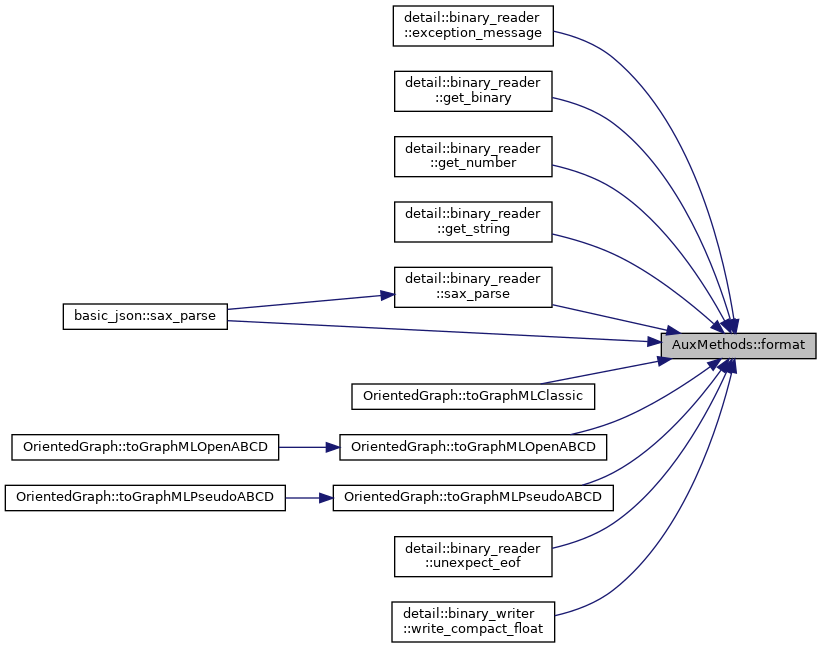 detail::binary_reader
::exception_message
detail::binary_reader
::get_binary
detail::binary_reader
::get_number
detail::binary_reader
::get_string
detail::binary_reader
::sax_parse
basic_json::sax_parse
AuxMethods::format
OrientedGraph::toGraphMLClassic
OrientedGraph::toGraphMLOpenABCD
OrientedGraph::toGraphMLOpenABCD
OrientedGraph::toGraphMLPseudoABCD
OrientedGraph::toGraphMLPseudoABCD
detail::binary_reader
::unexpect_eof
detail::binary_writer
::write_compact_float